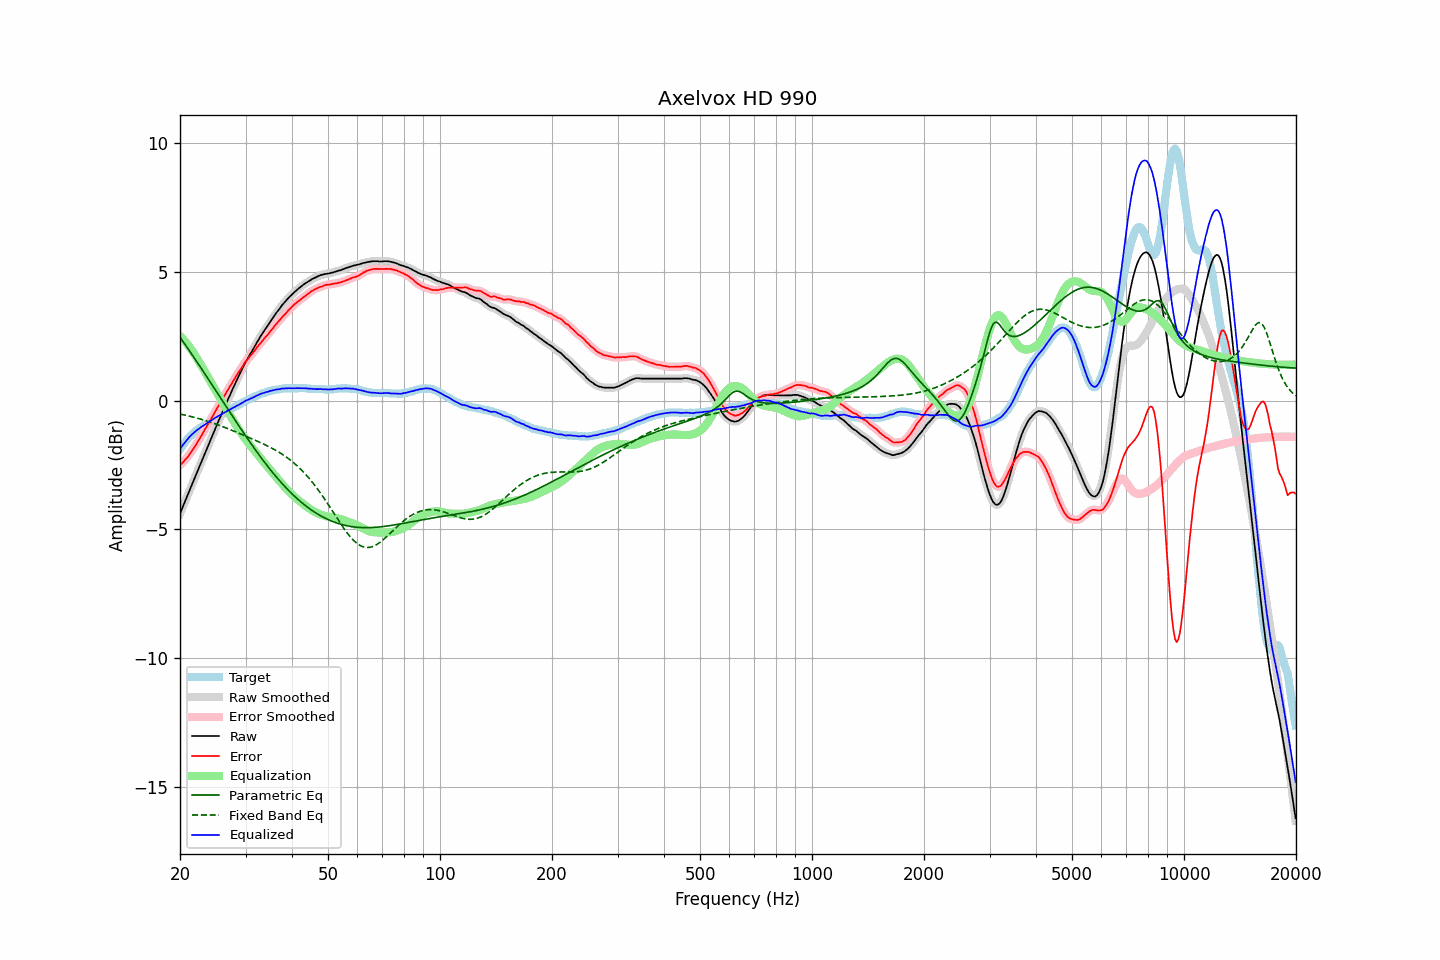 Axelvox HD 990
Amplitude (dBr)
10
5
0
−5
−10
−15
Target
Raw Smoothed
Error Smoothed
Raw
Error
Equalization
Parametric Eq
Fixed Band Eq
Equalized
20 50 100 200 500 1000 2000 5000 10000 20000
Frequency (Hz)